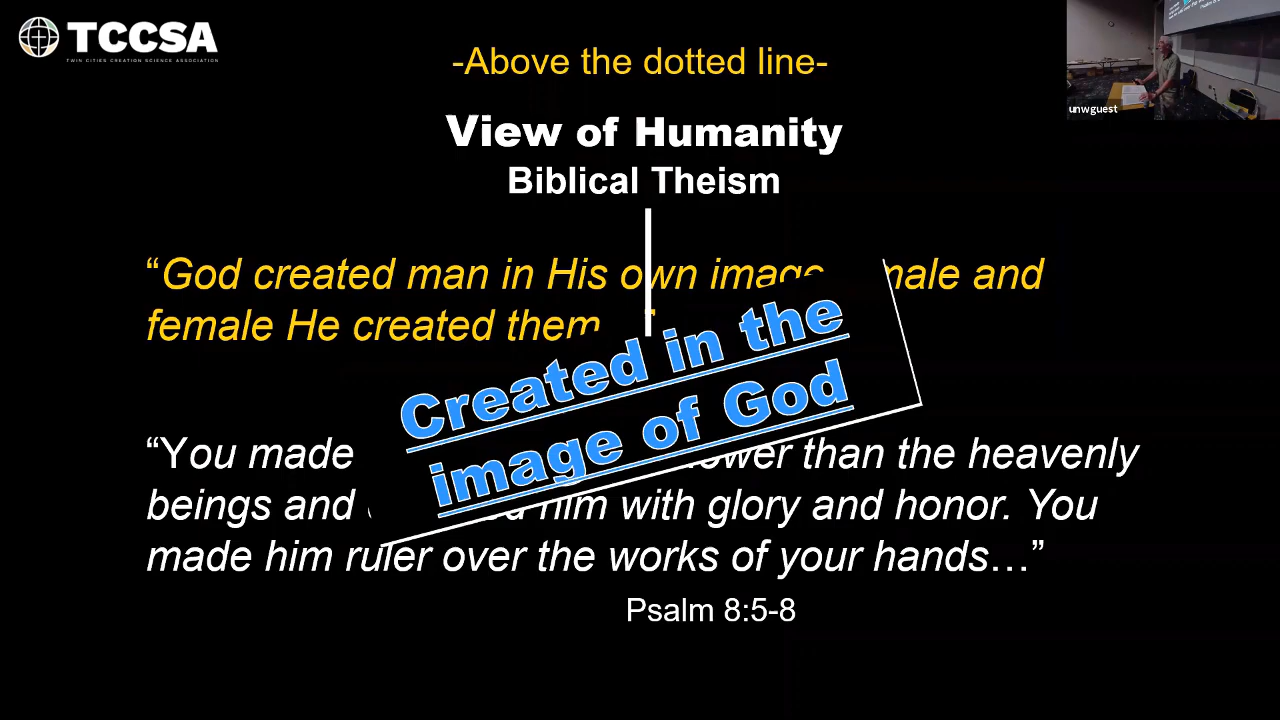 TCCSA
TWIN CITIES CREATION SCIENCE ASSOCIATION
-Above the dotted line-
unwguest
View of Humanity
Biblical Theism
“God created man in His own image male and
female He created them
Created in the
image of God
“You made lower than the heavenly
beings and him with glory and honor. You
made him ruler over the works of your hands…”
Psalm 8:5-8